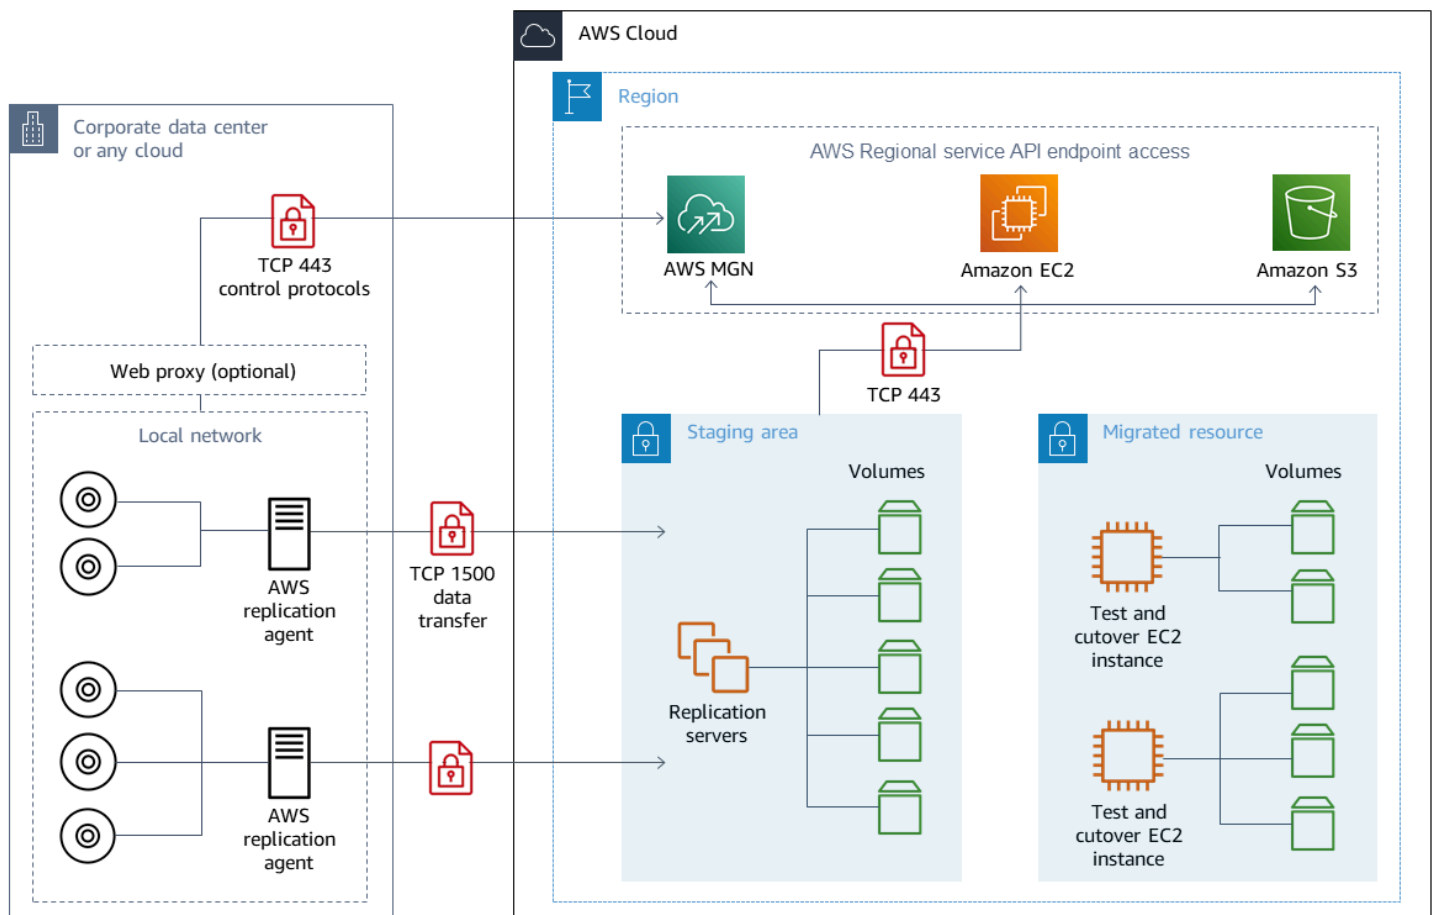 AWS Cloud
Region
Corporate data center
or any cloud
AWS Regional service API endpoint access
TCP 443
control protocols
AWS MGN
Amazon EC2
Amazon S3
Web proxy (optional)
TCP 443
Local network
Staging area
Migrated resource
Volumes
Volumes
AWS
replication
agent
TCP 1500
data
transfer
Test and
cutover EC2
instance
Replication
servers
AWS
replication
agent
Test and
cutover EC2
instance